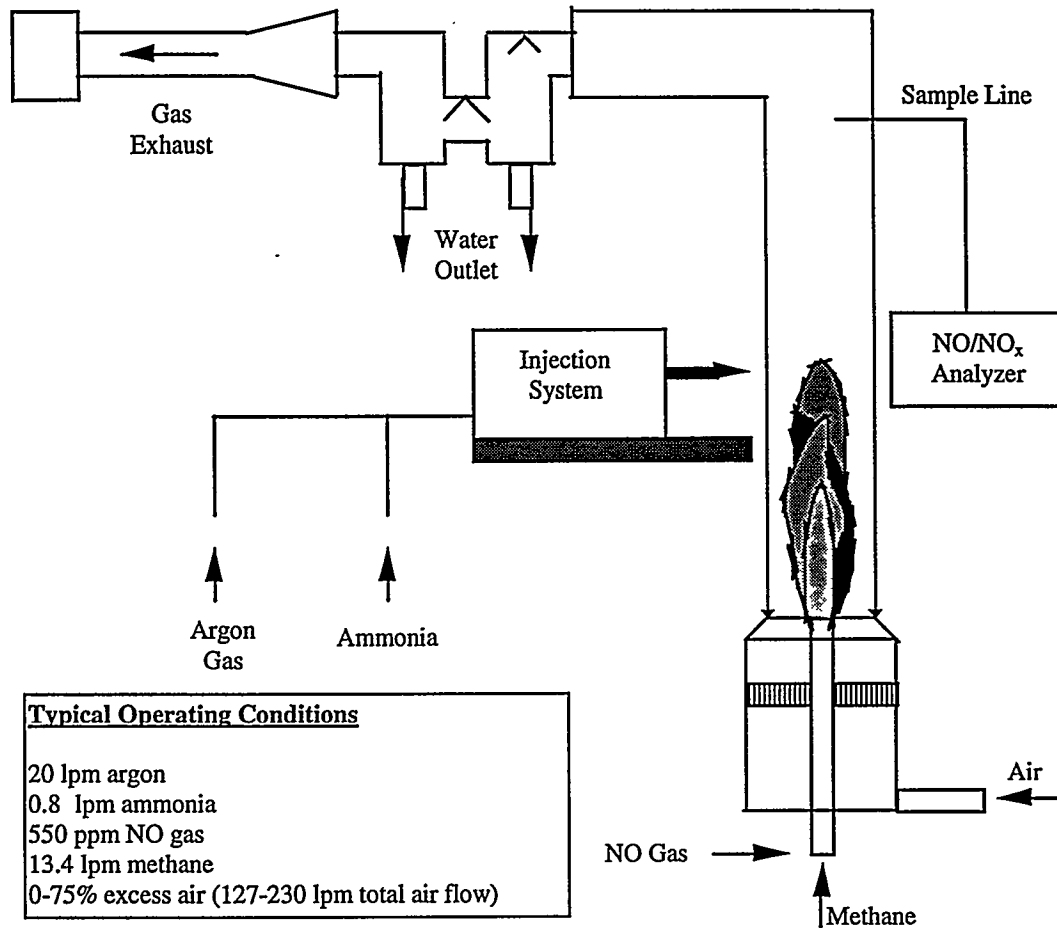 Gas
Exhaust
Sample Line
Water
Outlet
NO/NOx
Analyzer
Injection
System
Argon
Gas
Ammonia
Typical Operating Conditions
20 lpm argon
0.8 lpm ammonia
550 ppm NO gas
13.4 lpm methane
0-75% excess air (127-230 lpm total air flow)
Air
NO Gas
Methane